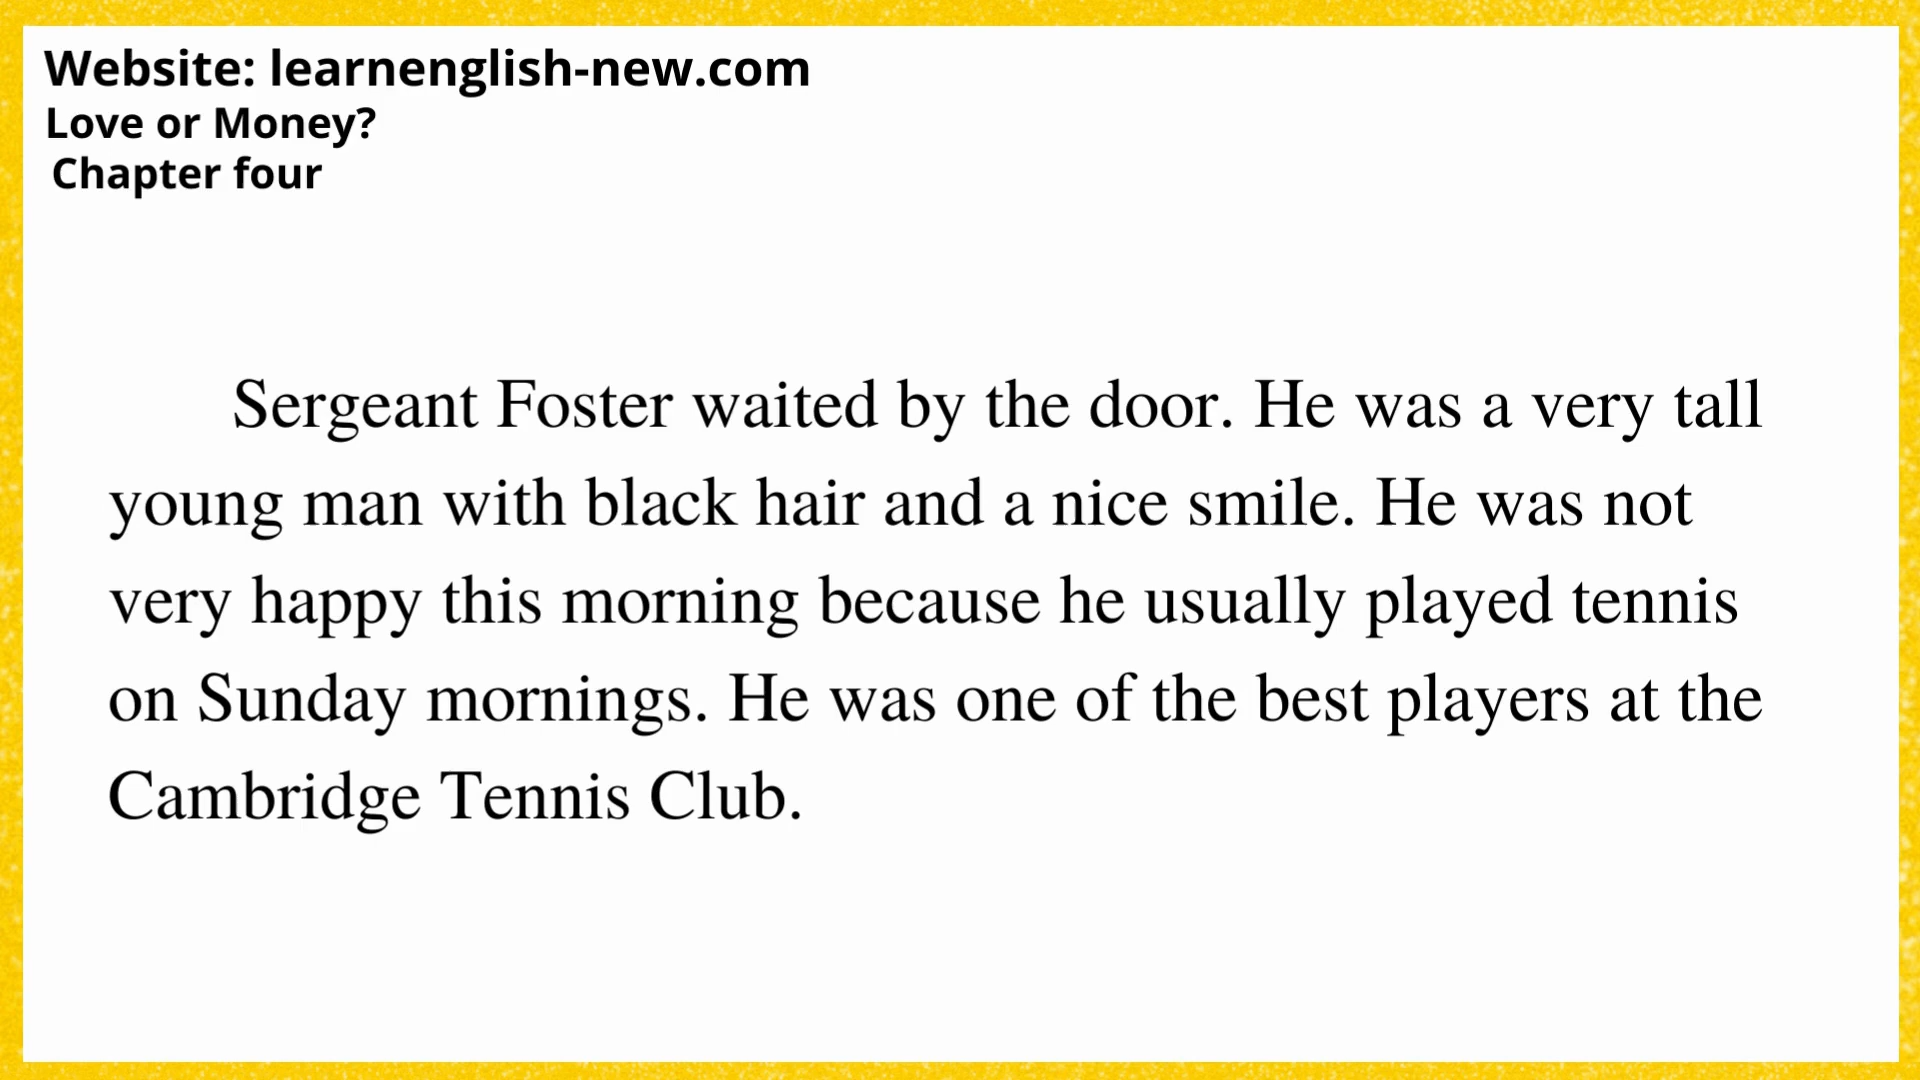 Website: learnenglish-new.com
Love or Money?
Chapter four
Sergeant Foster waited by the door. He was a very tall
young man with black hair and a nice smile. He was not
very happy this morning because he usually played tennis
on Sunday mornings. He was one of the best players at the
Cambridge Tennis Club.